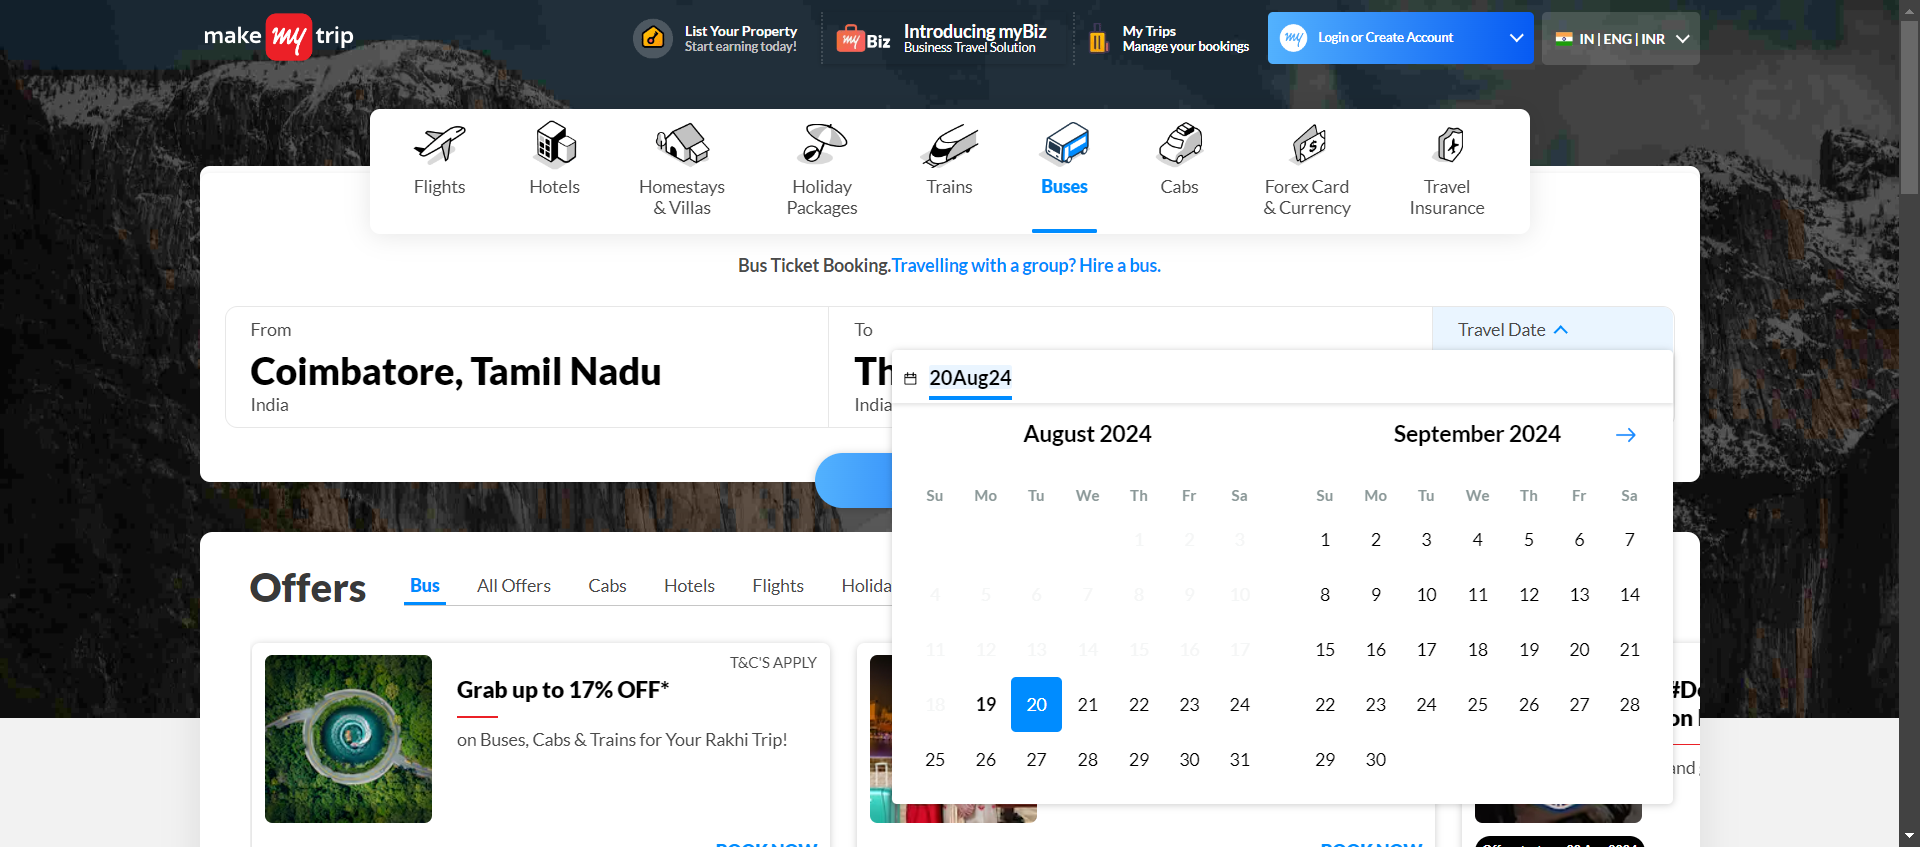 make my trip
List Your Property
Start earning today!
my Biz
Introducing myBiz
Business Travel Solution
My Trips
Manage your bookings
my Login or Create Account
IN | ENG | INR
Flights
Hotels
Homestays
& Villas
Holiday
Packages
Trains
Buses
Cabs
Forex Card
& Currency
Travel
Insurance
Bus Ticket Booking.Travelling with a group? Hire a bus.
From
Coimbatore, Tamil Nadu
India
To
Th
India
Travel Date
20Aug24
August 2024
Su Mo Tu We Th Fr Sa
1 2 3
4 5 6 7 8 9 10
11 12 13 14 15 16 17
18 19 20 21 22 23 24
25 26 27 28 29 30 31
September 2024
Su Mo Tu We Th Fr Sa
1 2 3 4 5 6 7
8 9 10 11 12 13 14
15 16 17 18 19 20 21
22 23 24 25 26 27 28
29 30
Offers
Bus
All Offers
Cabs
Hotels
Flights
Holida
T&C'S APPLY
Grab up to 17% OFF*
on Buses, Cabs & Trains for Your Rakhi Trip!
BOOK NOW
BOOK NOW
on
and